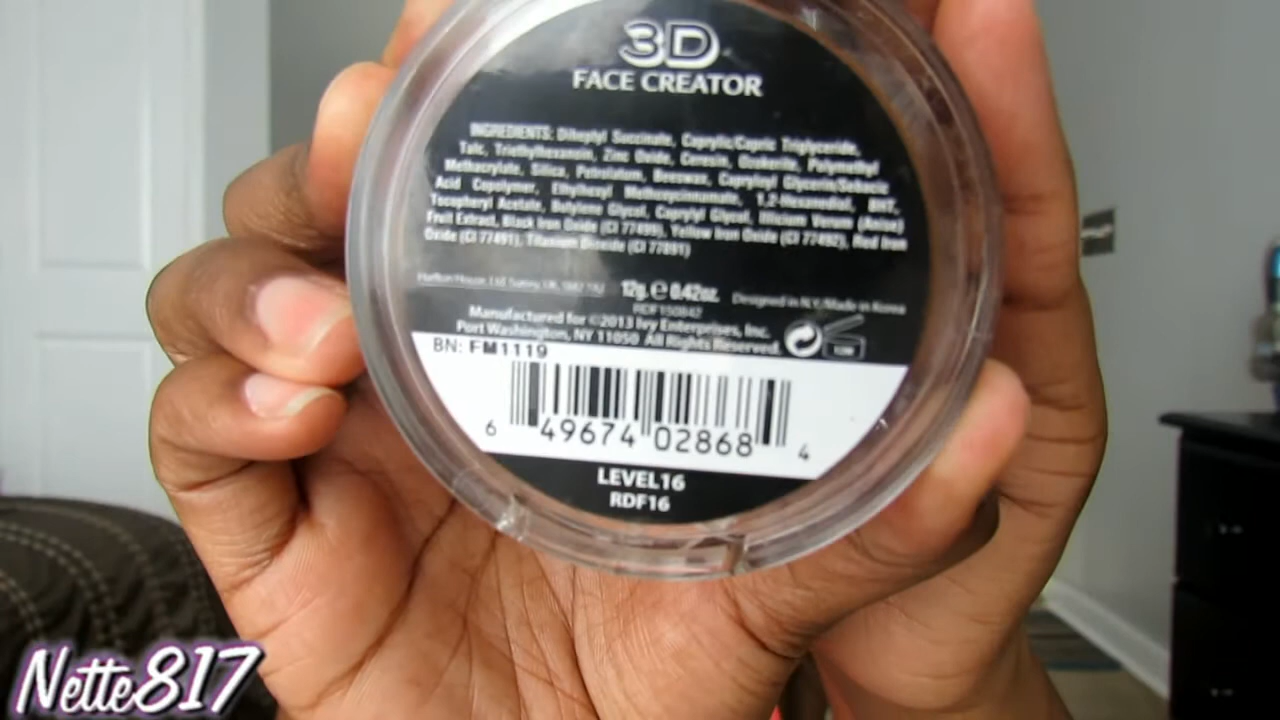 3D
FACE CREATOR
INGREDIENTS: Diheptyl Succinate, Caprylic/Capric Triglyceride,
Talc, Triethylhexanoin, Zinc Oxide, Ceresin, Ozokerite, Polymethyl
Methacrylate, Silica, Petrolatum, Beeswax, Capryloyl Glycerin/Sebacic
Acid Copolymer, Ethylhexyl Methoxycinnamate, 1,2-Hexanediol, BHT,
Tocopheryl Acetate, Butylene Glycol, Caprylyl Glycol, Illicium Verum (Anise)
Fruit Extract, Black Iron Oxide (CI 77499), Yellow Iron Oxide (CI 77492), Red Iron
Oxide (CI 77491), Titanium Dioxide (CI 77891)
12g. e 0.42oz.
Designed in N.Y./Made in Korea
Manufactured for ©2013 Ivy Enterprises, Inc.
Port Washington, NY 11050 All Rights Reserved.
BN: FM1119
6 49674 02868 4
LEVEL16
RDF16
Nette817